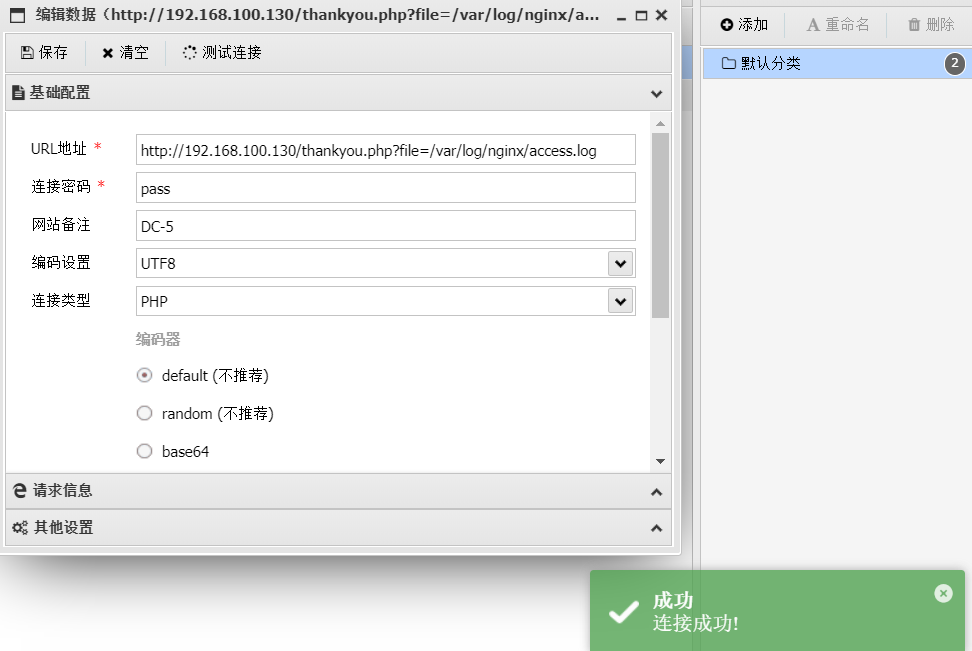 编辑数据（http://192.168.100.130/thankyou.php?file=/var/log/nginx/a...
保存 清空 测试连接
基础配置
URL地址 *
http://192.168.100.130/thankyou.php?file=/var/log/nginx/access.log
连接密码 *
pass
网站备注
DC-5
编码设置
UTF8
连接类型
PHP
编码器
default (不推荐)
random (不推荐)
base64
请求信息
其他设置
添加 A 重命名 删除
默认分类 2
成功
连接成功!